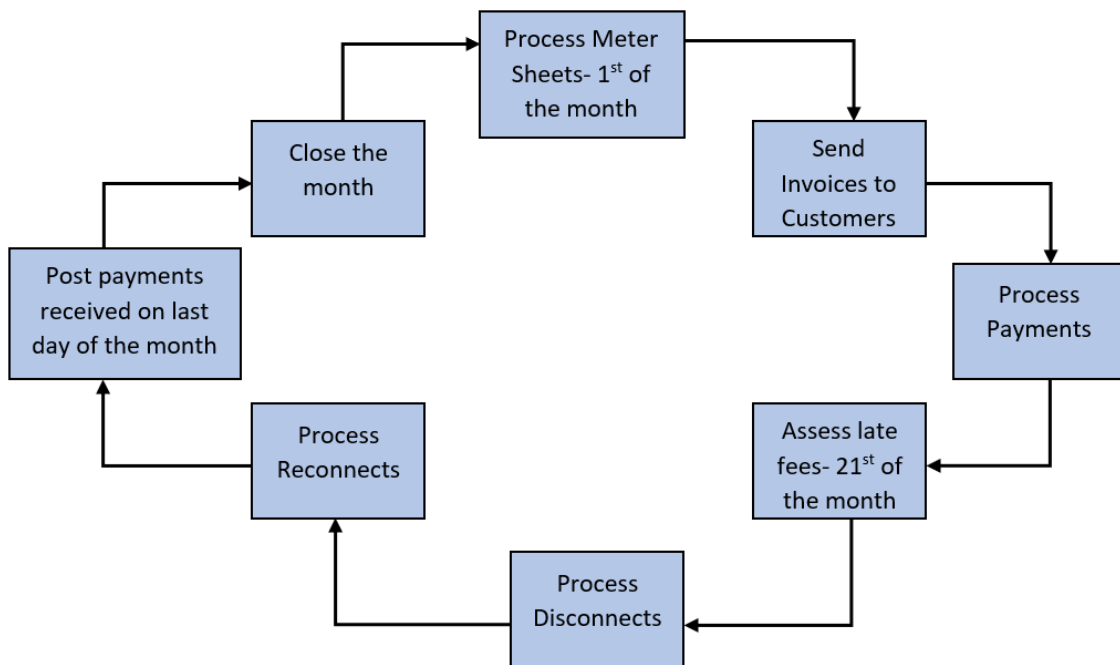 Process Meter
Sheets- 1st of
the month
Send
Invoices to
Customers
Process
Payments
Assess late
fees- 21st of
the month
Process
Disconnects
Process
Reconnects
Post payments
received on last
day of the month
Close the
month